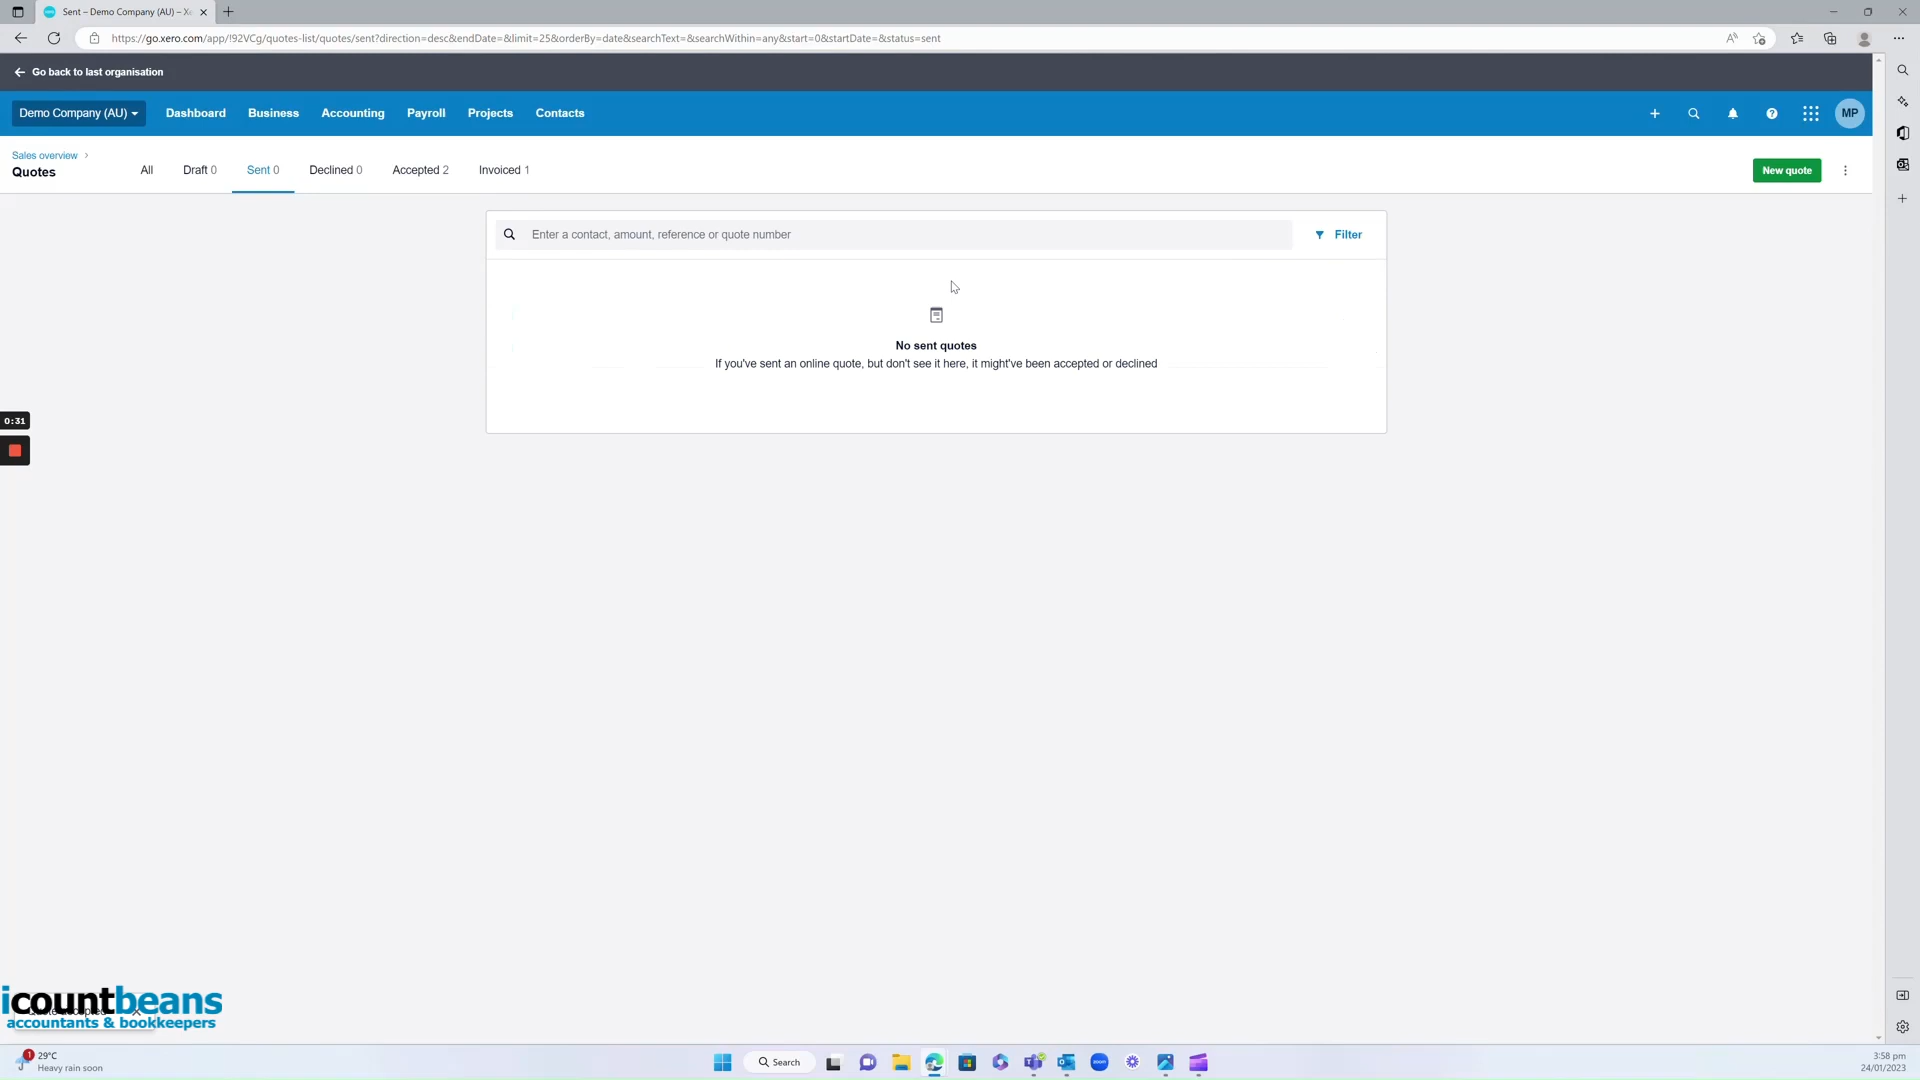 Sent – Demo Company (AU) – Xe
https://go.xero.com/app/!92VCg/quotes-list/quotes/sent?direction=desc&endDate=&limit=25&orderBy=date&searchText=&searchWithin=any&start=0&startDate=&status=sent
Go back to last organisation
Demo Company (AU) Dashboard Business Accounting Payroll Projects Contacts MP
Sales overview
Quotes All Draft 0 Sent 0 Declined 0 Accepted 2 Invoiced 1 New quote
Enter a contact, amount, reference or quote number Filter
No sent quotes
If you've sent an online quote, but don't see it here, it might've been accepted or declined
0:31
icountbeans
accountants & bookkeepers
1 29°C
Heavy rain soon
Search
zoom
3:58 pm
24/01/2023